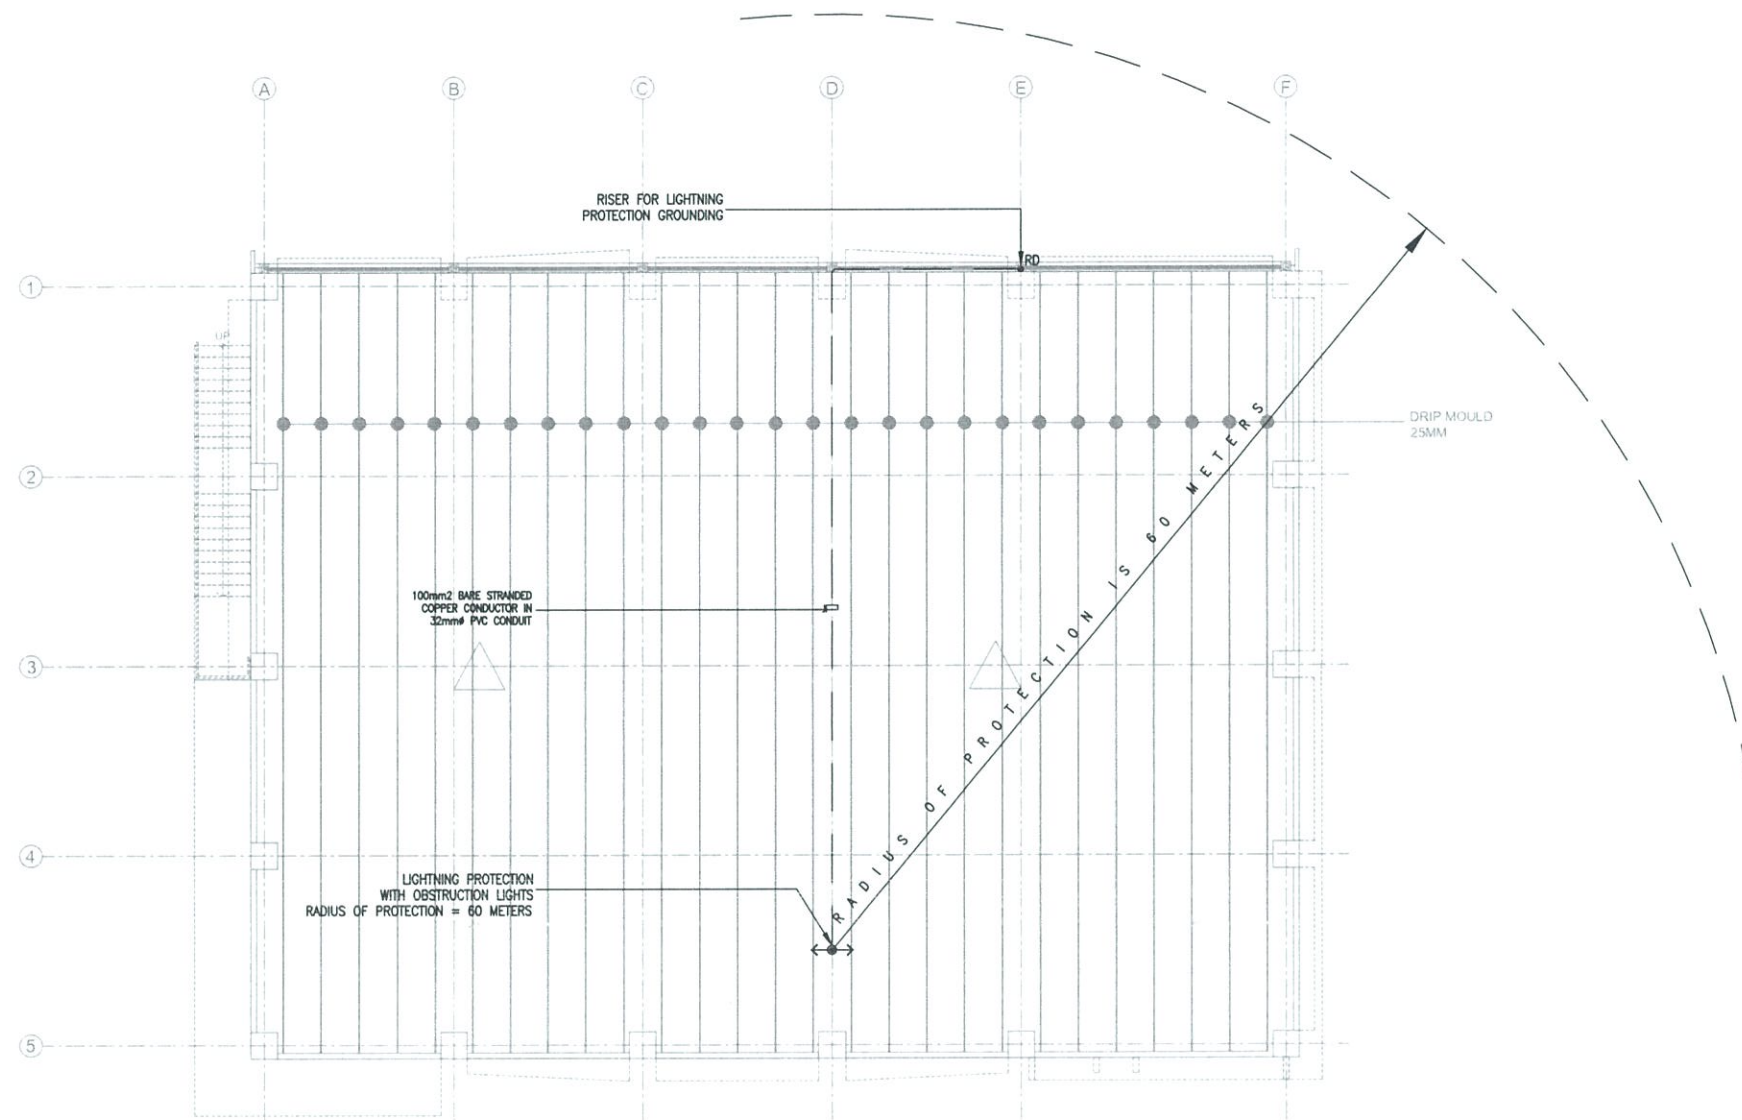 A
B
C
D
E
F
RISER FOR LIGHTNING
PROTECTION GROUNDING
RD
1
UP
DRIP MOULD
25MM
2
100mm2 BARE STRANDED
COPPER CONDUCTOR IN
32mmø PVC CONDUIT
3
RADIUS OF PROTECTION IS 60 METERS
4
LIGHTNING PROTECTION
WITH OBSTRUCTION LIGHTS
RADIUS OF PROTECTION = 60 METERS
5